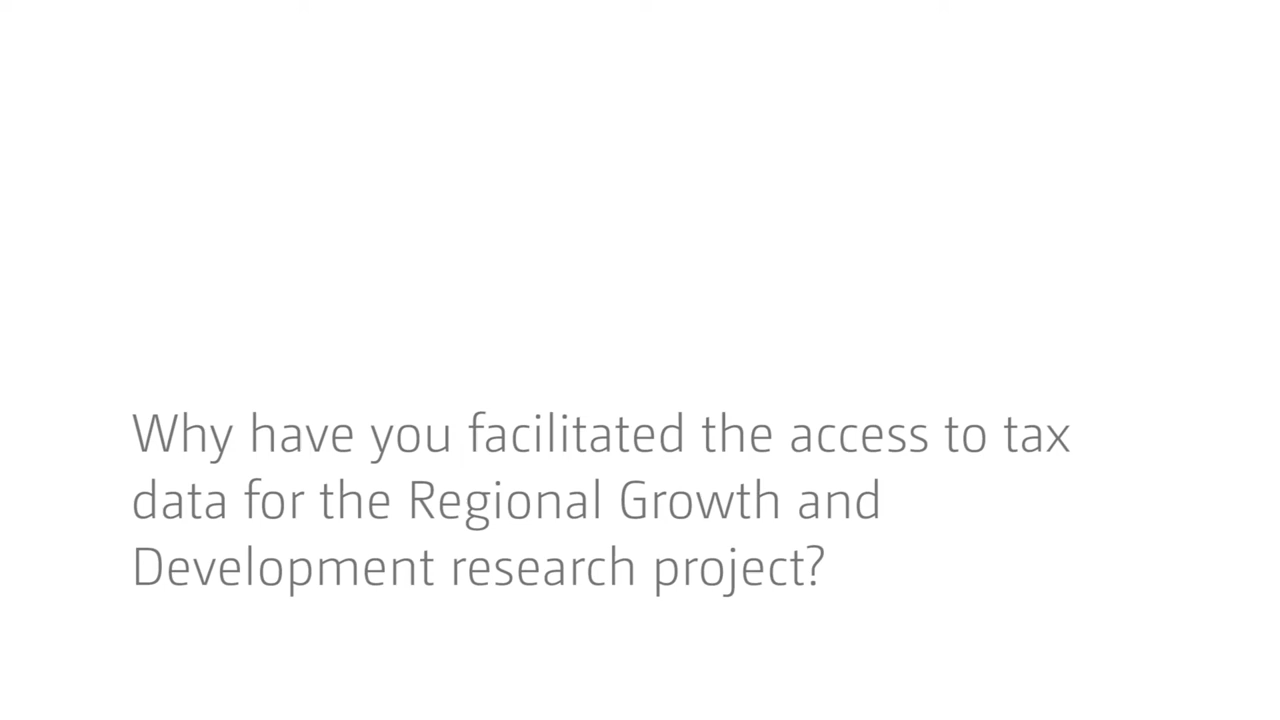 Why have you facilitated the access to tax
data for the Regional Growth and
Development research project?